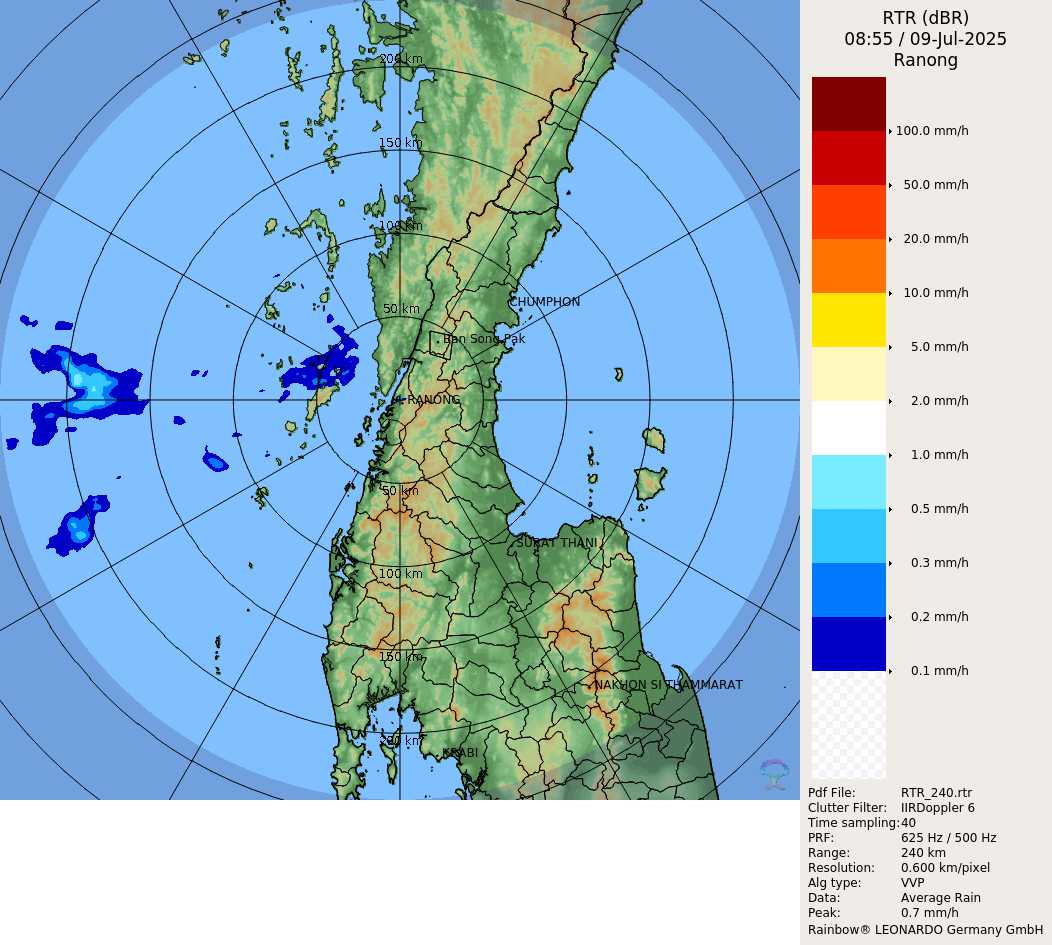 RTR (dBR)
08:55 / 09-Jul-2025
Ranong
200 km
150 km
100 km
50 km
CHUMPHON
Ban Song Pak
RANONG
50 km
SURAT THANI
100 km
150 km
NAKHON SI THAMMARAT
200 km
KRABI
100.0 mm/h
50.0 mm/h
20.0 mm/h
10.0 mm/h
5.0 mm/h
2.0 mm/h
1.0 mm/h
0.5 mm/h
0.3 mm/h
0.2 mm/h
0.1 mm/h
Pdf File: RTR_240.rtr
Clutter Filter: IIRDoppler 6
Time sampling: 40
PRF: 625 Hz / 500 Hz
Range: 240 km
Resolution: 0.600 km/pixel
Alg type: VVP
Data: Average Rain
Peak: 0.7 mm/h
Rainbow® LEONARDO Germany GmbH